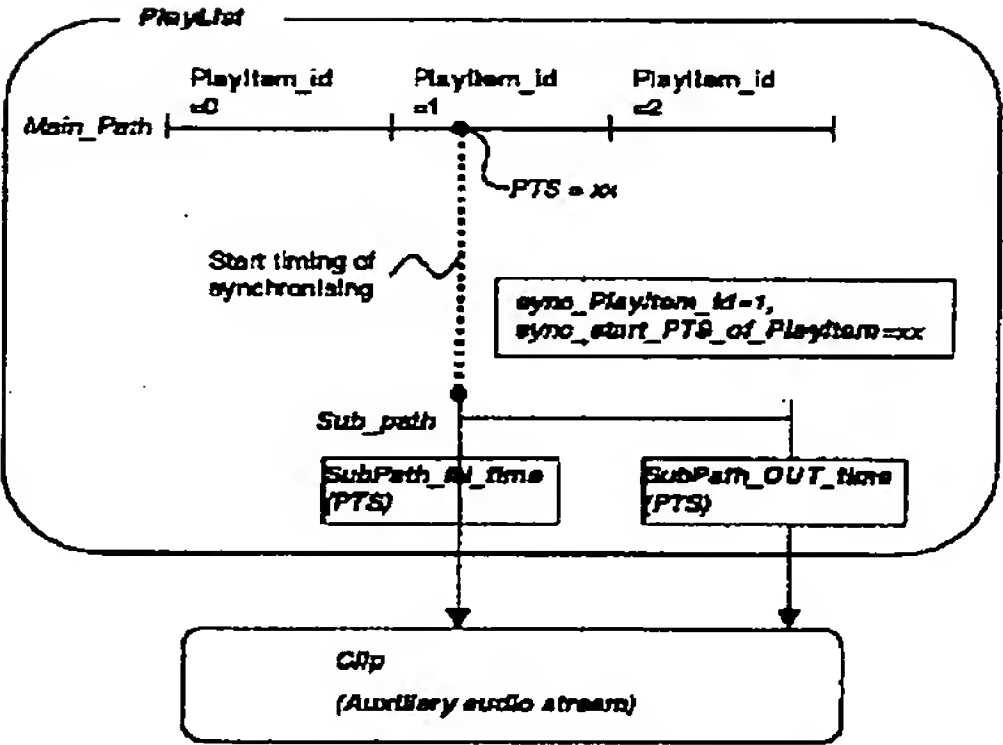 PlayList
PlayItem_id
=0
PlayItem_id
=1
PlayItem_id
=2
Main_Path
PTS = xx
Start timing of
synchronising
sync_PlayItem_id=1,
sync_start_PTS_of_PlayItem=xx
Sub_path
SubPath_IN_time
(PTS)
SubPath_OUT_time
(PTS)
Clip
(Auxiliary audio stream)